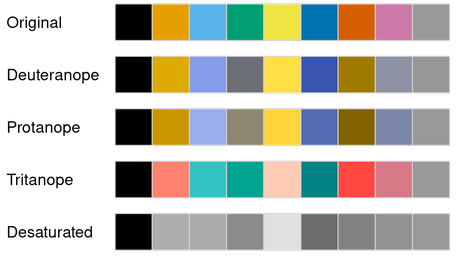 Original
Deuteranope
Protanope
Tritanope
Desaturated